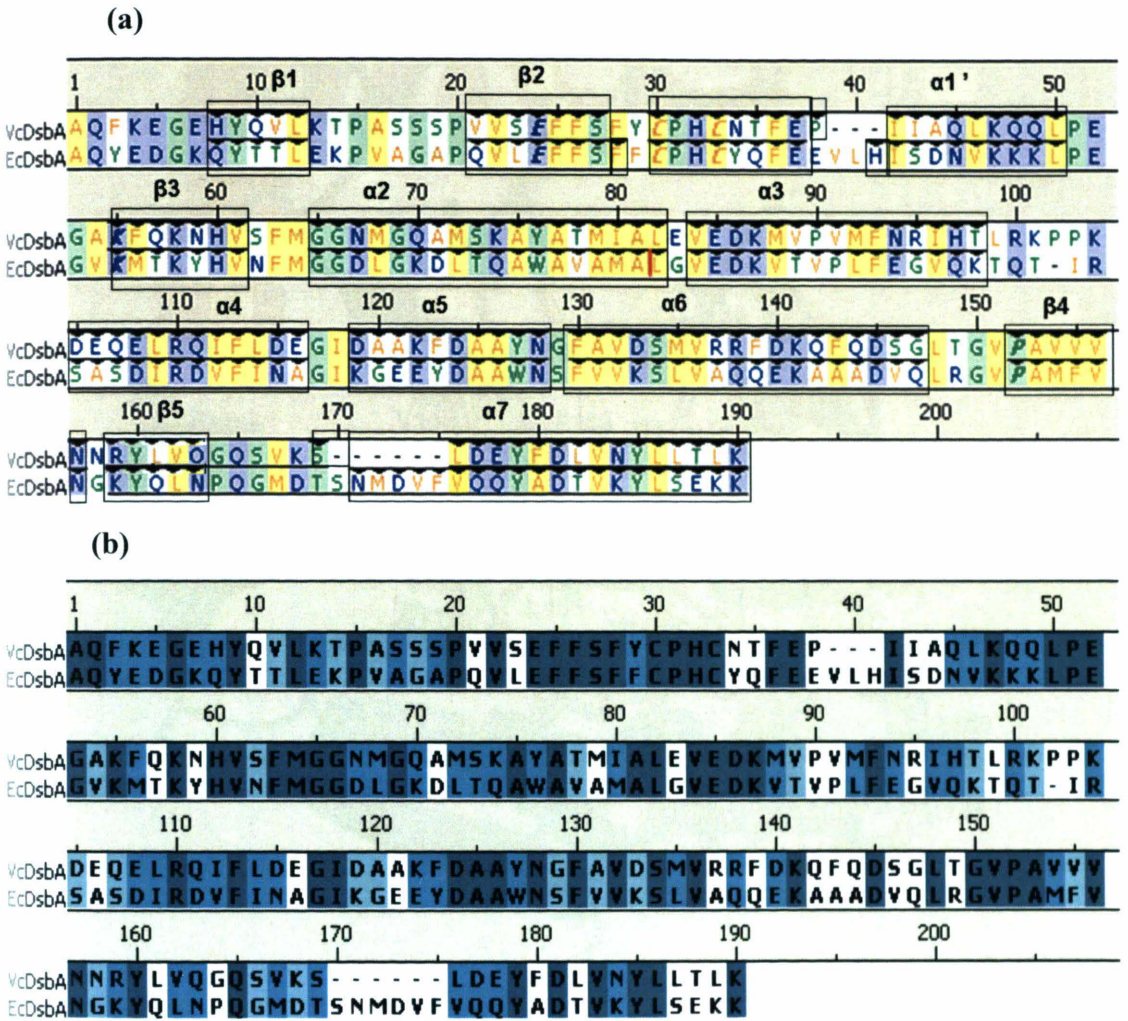 (a)
1 10 β1 20 β2 30 40 α1' 50
VcDsbA AQFKEGEHYQVLKTPASSSPVVSEFFSFYCPHCNTFEP---IIAQLKQQLPE
EcDsbA AQYEDGKQYTTLEKPVAGAPQVLEFFSFFCPHCYQFEEVLHISDNVKKKLPE
β3 60 α2 70 80 α3 90 100
VcDsbA GAKFQKNHVSFMGGNMGQAMSKAYATMIALEVEDKMVPVMFNRIHTLRKPPK
EcDsbA GVKMTKYHVNFMGGDLGKDLTQAWAVAMALGVEDKVTVPLFEGVQKTQT-IR
110 α4 120 α5 130 α6 140 150 β4
VcDsbA DEQELRQIFLDEGIDAAKFDAAYNGFAVDSMVRRFDKQFQDSGLTGVPAVVV
EcDsbA SASDIRDVFINAGIKGEEYDAAWNSFVVKSLVAQQEKAAADVQLRGVPAMFV
160 β5 170 α7 180 190 200
VcDsbA NNRYLVQGQSVKS------LDEYFDLVNYLLTLK
EcDsbA NGKYQLNPQGMDTSNMDVFVQQYADTVKYLSEKK
(b)
1 10 20 30 40 50
VcDsbA AQFKEGEHYQVLKTPASSSPVVSEFFSFYCPHCNTFEP---IIAQLKQQLPE
EcDsbA AQYEDGKQYTTLEKPVAGAPQVLEFFSFFCPHCYQFEEVLHISDNVKKKLPE
60 70 80 90 100
VcDsbA GAKFQKNHVSFMGGNMGQAMSKAYATMIALEVEDKMVPVMFNRIHTLRKPPK
EcDsbA GVKMTKYHVNFMGGDLGKDLTQAWAVAMALGVEDKVTVPLFEGVQKTQT-IR
110 120 130 140 150
VcDsbA DEQELRQIFLDEGIDAAKFDAAYNGFAVDSMVRRFDKQFQDSGLTGVPAVVV
EcDsbA SASDIRDVFINAGIKGEEYDAAWNSFVVKSLVAQQEKAAADVQLRGVPAMFV
160 170 180 190 200
VcDsbA NNRYLVQGQSVKS------LDEYFDLVNYLLTLK
EcDsbA NGKYQLNPQGMDTSNMDVFVQQYADTVKYLSEKK